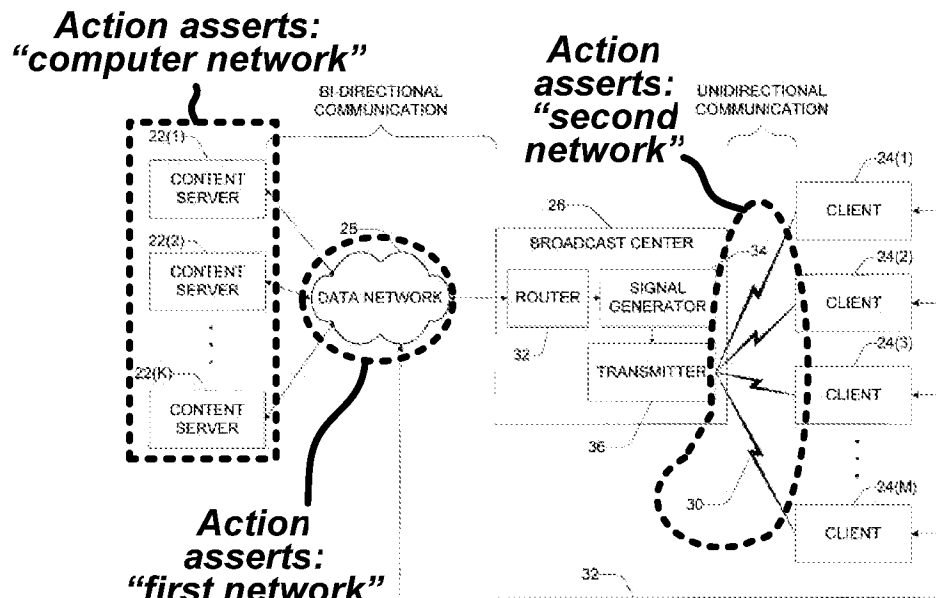 Action asserts:
"computer network"
Action
asserts:
"second
network"
BI-DIRECTIONAL
COMMUNICATION
UNIDIRECTIONAL
COMMUNICATION
22(1)
CONTENT
SERVER
22(2)
CONTENT
SERVER
22(K)
CONTENT
SERVER
28
DATA NETWORK
26
BROADCAST CENTER
34
ROUTER
SIGNAL
GENERATOR
32
TRANSMITTER
36
30
24(1)
CLIENT
24(2)
CLIENT
24(3)
CLIENT
24(M)
CLIENT
Action
asserts:
"first network"
32